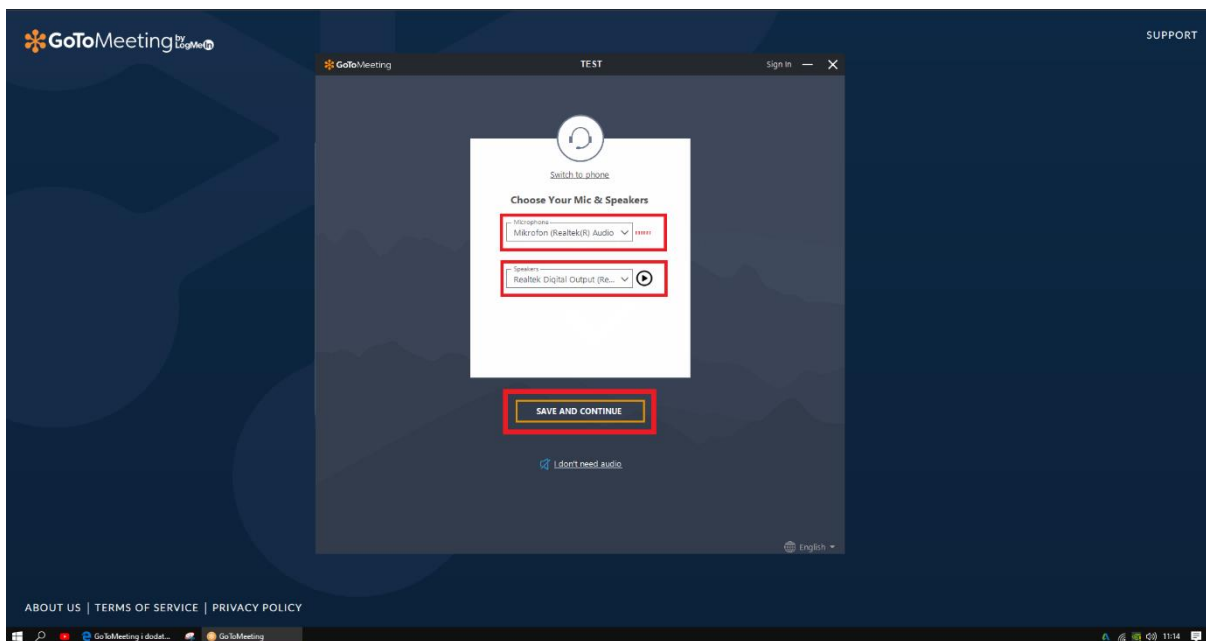 GoToMeeting by LogMeIn
SUPPORT
GoToMeeting
TEST
Sign In
Switch to phone
Choose Your Mic & Speakers
Microphone
Mikrofon (Realtek(R) Audio
Speakers
Realtek Digital Output (Re...
SAVE AND CONTINUE
I don't need audio
English
ABOUT US | TERMS OF SERVICE | PRIVACY POLICY
GoToMeeting i dodat...
GoToMeeting
11:14